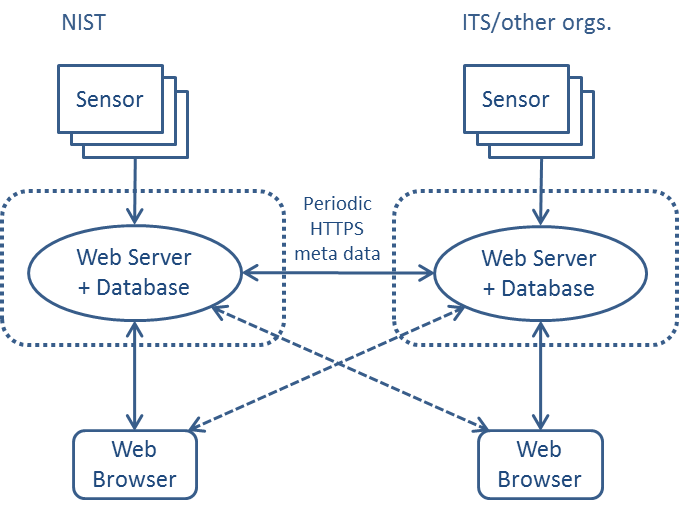 NIST
ITS/other orgs.
Sensor
Sensor
Periodic
HTTPS
meta data
Web Server
+ Database
Web Server
+ Database
Web
Browser
Web
Browser